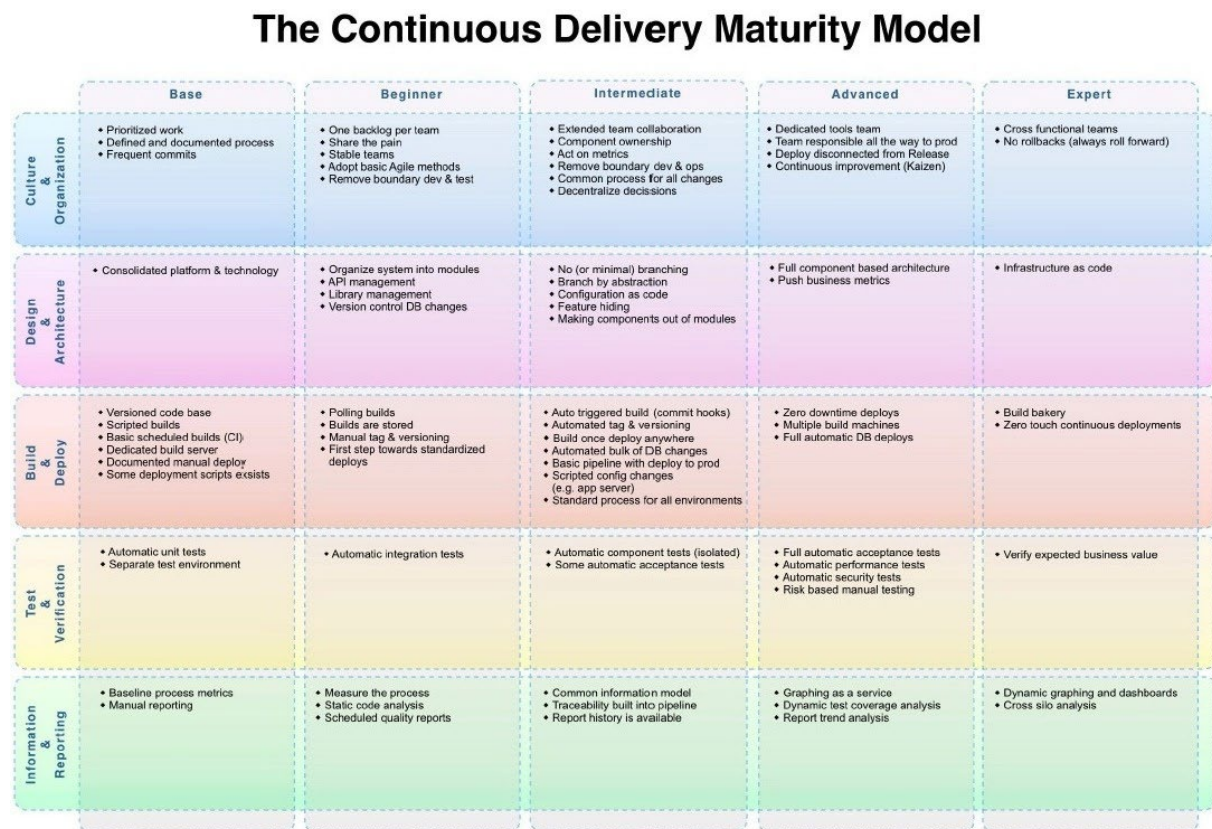 The Continuous Delivery Maturity Model
Base
Beginner
Intermediate
Advanced
Expert
Culture
&
Organization
◆ Prioritized work
◆ Defined and documented process
◆ Frequent commits
◆ One backlog per team
◆ Share the pain
◆ Stable teams
◆ Adopt basic Agile methods
◆ Remove boundary dev & test
◆ Extended team collaboration
◆ Component ownership
◆ Act on metrics
◆ Remove boundary dev & ops
◆ Common process for all changes
◆ Decentralize decissions
◆ Dedicated tools team
◆ Team responsible all the way to prod
◆ Deploy disconnected from Release
◆ Continuous improvement (Kaizen)
◆ Cross functional teams
◆ No rollbacks (always roll forward)
Design
&
Architecture
◆ Consolidated platform & technology
◆ Organize system into modules
◆ API management
◆ Library management
◆ Version control DB changes
◆ No (or minimal) branching
◆ Branch by abstraction
◆ Configuration as code
◆ Feature hiding
◆ Making components out of modules
◆ Full component based architecture
◆ Push business metrics
◆ Infrastructure as code
Build
&
Deploy
◆ Versioned code base
◆ Scripted builds
◆ Basic scheduled builds (CI)
◆ Dedicated build server
◆ Documented manual deploy
◆ Some deployment scripts exsists
◆ Polling builds
◆ Builds are stored
◆ Manual tag & versioning
◆ First step towards standardized
deploys
◆ Auto triggered build (commit hooks)
◆ Automated tag & versioning
◆ Build once deploy anywhere
◆ Automated bulk of DB changes
◆ Basic pipeline with deploy to prod
◆ Scripted config changes
(e.g. app server)
◆ Standard process for all environments
◆ Zero downtime deploys
◆ Multiple build machines
◆ Full automatic DB deploys
◆ Build bakery
◆ Zero touch continuous deployments
Test
&
Verification
◆ Automatic unit tests
◆ Separate test environment
◆ Automatic integration tests
◆ Automatic component tests (isolated)
◆ Some automatic acceptance tests
◆ Full automatic acceptance tests
◆ Automatic performance tests
◆ Automatic security tests
◆ Risk based manual testing
◆ Verify expected business value
Information
&
Reporting
◆ Baseline process metrics
◆ Manual reporting
◆ Measure the process
◆ Static code analysis
◆ Scheduled quality reports
◆ Common information model
◆ Traceability built into pipeline
◆ Report history is available
◆ Graphing as a service
◆ Dynamic test coverage analysis
◆ Report trend analysis
◆ Dynamic graphing and dashboards
◆ Cross silo analysis